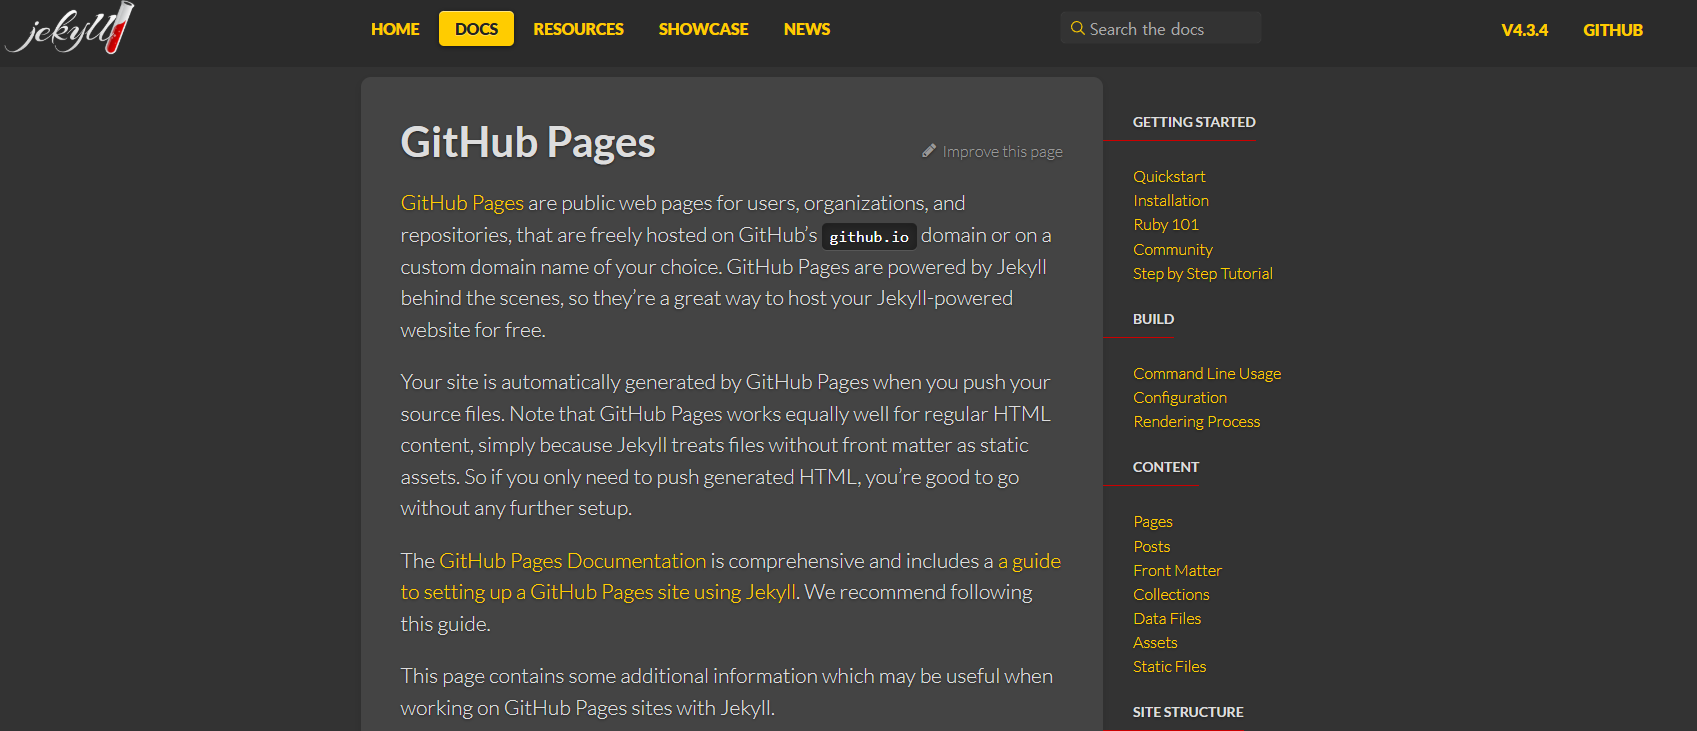 jekyll
HOME
DOCS
RESOURCES
SHOWCASE
NEWS
Search the docs
V4.3.4
GITHUB
GitHub Pages
Improve this page
GitHub Pages are public web pages for users, organizations, and
repositories, that are freely hosted on GitHub’s github.io domain or on a
custom domain name of your choice. GitHub Pages are powered by Jekyll
behind the scenes, so they’re a great way to host your Jekyll-powered
website for free.
Your site is automatically generated by GitHub Pages when you push your
source files. Note that GitHub Pages works equally well for regular HTML
content, simply because Jekyll treats files without front matter as static
assets. So if you only need to push generated HTML, you’re good to go
without any further setup.
The GitHub Pages Documentation is comprehensive and includes a a guide
to setting up a GitHub Pages site using Jekyll. We recommend following
this guide.
This page contains some additional information which may be useful when
working on GitHub Pages sites with Jekyll.
GETTING STARTED
Quickstart
Installation
Ruby 101
Community
Step by Step Tutorial
BUILD
Command Line Usage
Configuration
Rendering Process
CONTENT
Pages
Posts
Front Matter
Collections
Data Files
Assets
Static Files
SITE STRUCTURE